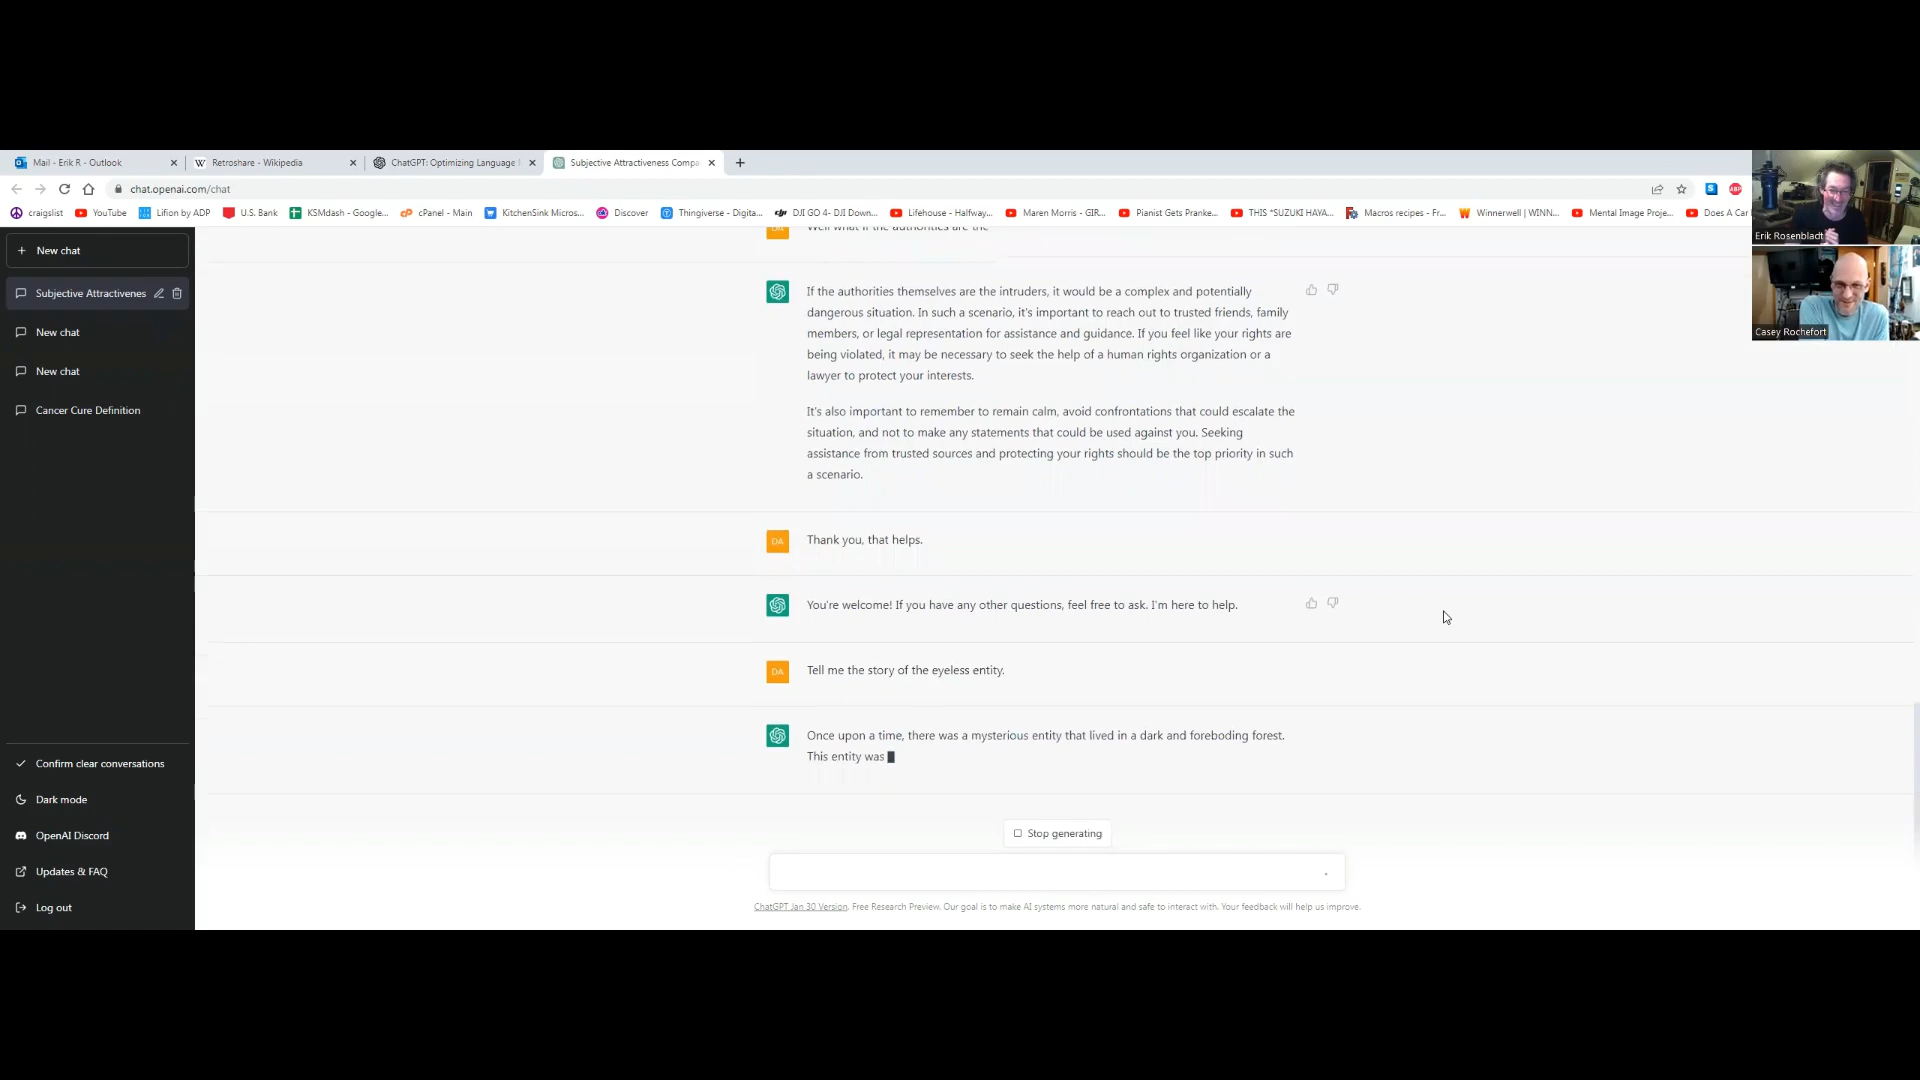 Mail - Erik R - Outlook
Retroshare - Wikipedia
ChatGPT: Optimizing Language
Subjective Attractiveness Compa
chat.openai.com/chat
craigslist
YouTube
Lifion by ADP
U.S. Bank
KSMdash - Google...
cPanel - Main
KitchenSink Micros...
Discover
Thingiverse - Digita...
DJI GO 4- DJI Down...
Lifehouse - Halfway...
Maren Morris - GIR...
Pianist Gets Pranke...
THIS *SUZUKI HAYA...
Macros recipes - Fr...
Winnerwell | WINN...
Mental Image Proje...
Does A Car
ABP
Erik Rosenbladt
Casey Rochefort
New chat
Subjective Attractivenes
New chat
New chat
Cancer Cure Definition
Confirm clear conversations
Dark mode
OpenAI Discord
Updates & FAQ
Log out
DA
Well what if the authorities are the
If the authorities themselves are the intruders, it would be a complex and potentially
dangerous situation. In such a scenario, it's important to reach out to trusted friends, family
members, or legal representation for assistance and guidance. If you feel like your rights are
being violated, it may be necessary to seek the help of a human rights organization or a
lawyer to protect your interests.
It's also important to remember to remain calm, avoid confrontations that could escalate the
situation, and not to make any statements that could be used against you. Seeking
assistance from trusted sources and protecting your rights should be the top priority in such
a scenario.
DA
Thank you, that helps.
You're welcome! If you have any other questions, feel free to ask. I'm here to help.
DA
Tell me the story of the eyeless entity.
Once upon a time, there was a mysterious entity that lived in a dark and foreboding forest.
This entity was
Stop generating
ChatGPT Jan 30 Version. Free Research Preview. Our goal is to make AI systems more natural and safe to interact with. Your feedback will help us improve.